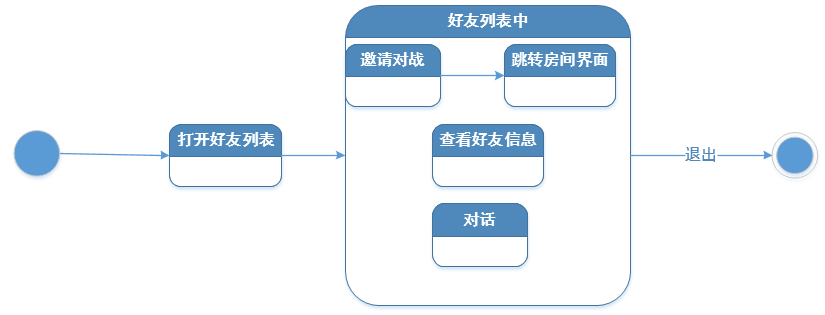 好友列表中
邀请对战
跳转房间界面
打开好友列表
查看好友信息
退出
对话